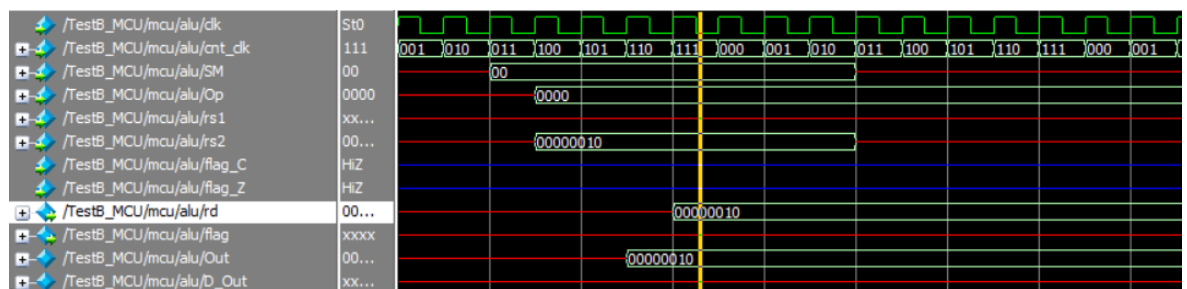 /TestB_MCU/mcu/alu/clk St0
/TestB_MCU/mcu/alu/cnt_clk 111 001 010 011 100 101 110 111 000 001 010 011 100 101 110 111 000 001
/TestB_MCU/mcu/alu/SM 00 00
/TestB_MCU/mcu/alu/Op 0000 0000
/TestB_MCU/mcu/alu/rs1 xx...
/TestB_MCU/mcu/alu/rs2 00... 00000010
/TestB_MCU/mcu/alu/flag_C HiZ
/TestB_MCU/mcu/alu/flag_Z HiZ
/TestB_MCU/mcu/alu/rd 00... 00000010
/TestB_MCU/mcu/alu/flag xxxx
/TestB_MCU/mcu/alu/Out 00... 00000010
/TestB_MCU/mcu/alu/D_Out xx...